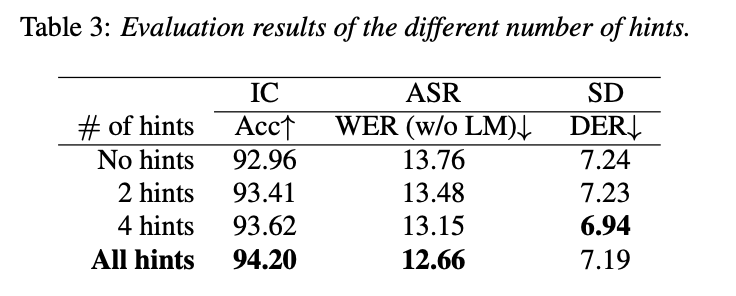 Table 3: Evaluation results of the different number of hints.
IC ASR SD
# of hints Acc↑ WER (w/o LM)↓ DER↓
No hints 92.96 13.76 7.24
2 hints 93.41 13.48 7.23
4 hints 93.62 13.15 6.94
All hints 94.20 12.66 7.19